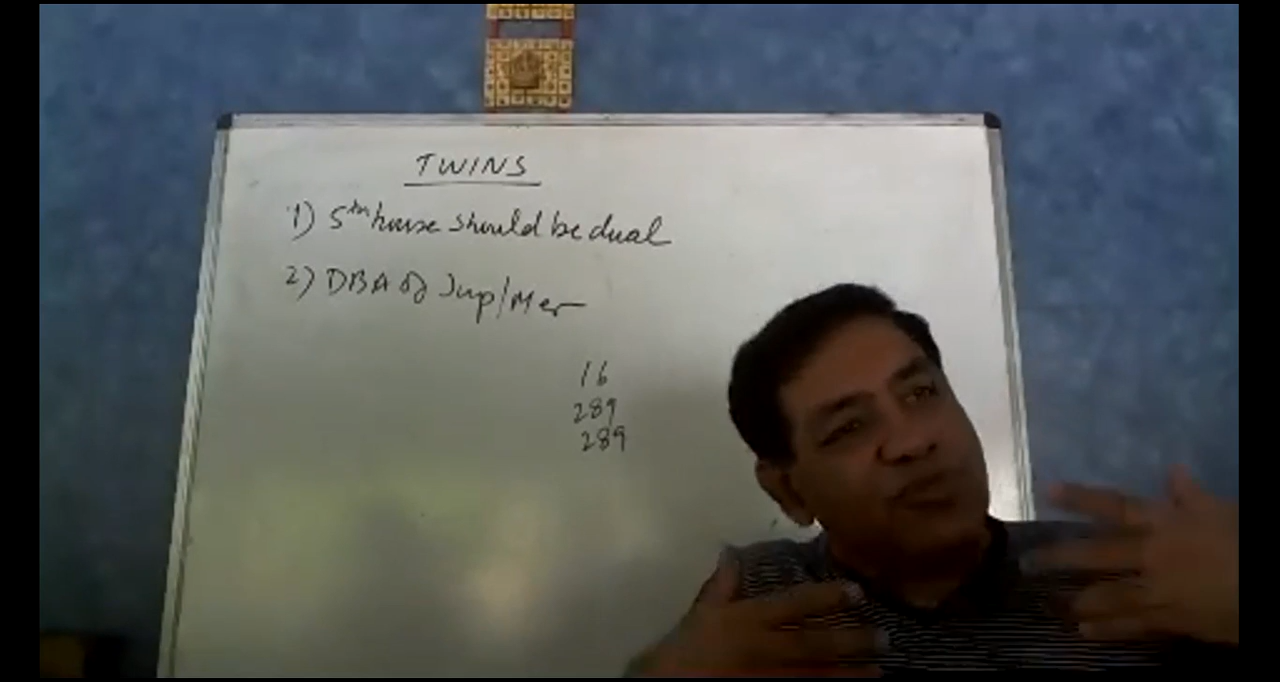 TWINS
1) 5th house should be dual
2) DBA of Jup/Mer
16
289
289